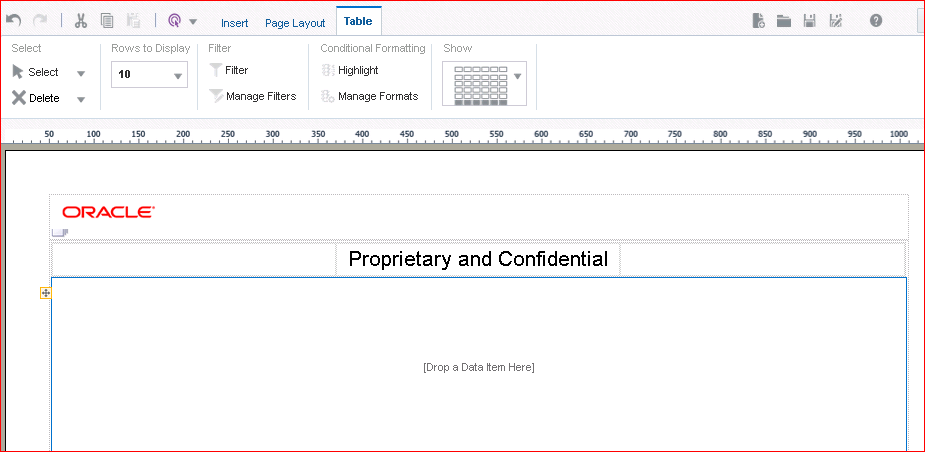 Insert Page Layout Table
Select Rows to Display Filter Conditional Formatting Show
Select 10 Filter Highlight
Delete Manage Filters Manage Formats
50 100 150 200 250 300 350 400 450 500 550 600 650 700 750 800 850 900 950 1000
ORACLE®
Proprietary and Confidential
[Drop a Data Item Here]